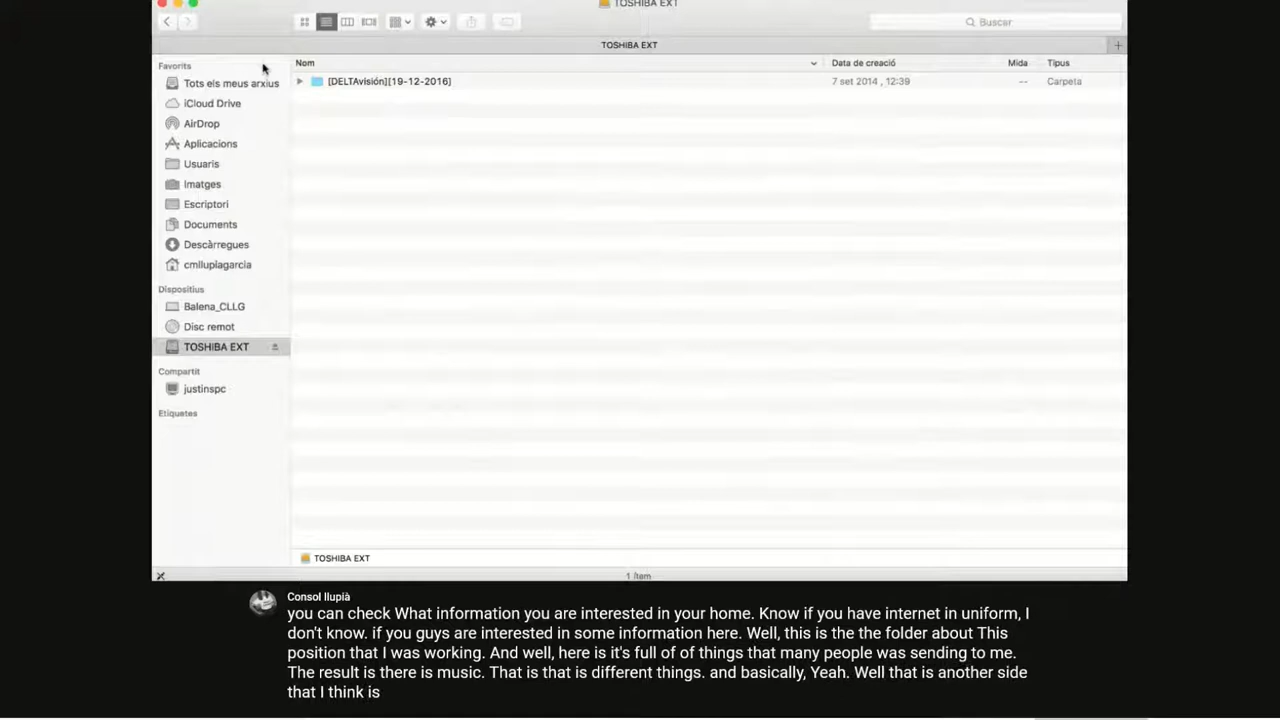 TOSHIBA EXT
Buscar
TOSHIBA EXT
Favorits
Tots els meus arxius
iCloud Drive
AirDrop
Aplicacions
Usuaris
Imatges
Escriptori
Documents
Descàrregues
cmllupiagarcia
Dispositius
Balena_CLLG
Disc remot
TOSHIBA EXT
Compartit
justinspc
Etiquetes
Nom Data de creació Mida Tipus
[DELTAvisión][19-12-2016] 7 set 2014 , 12:39 -- Carpeta
TOSHIBA EXT
1 ítem
Consol llupià
you can check What information you are interested in your home. Know if you have internet in uniform, I
don't know. if you guys are interested in some information here. Well, this is the the folder about This
position that I was working. And well, here is it's full of of things that many people was sending to me.
The result is there is music. That is that is different things. and basically, Yeah. Well that is another side
that I think is